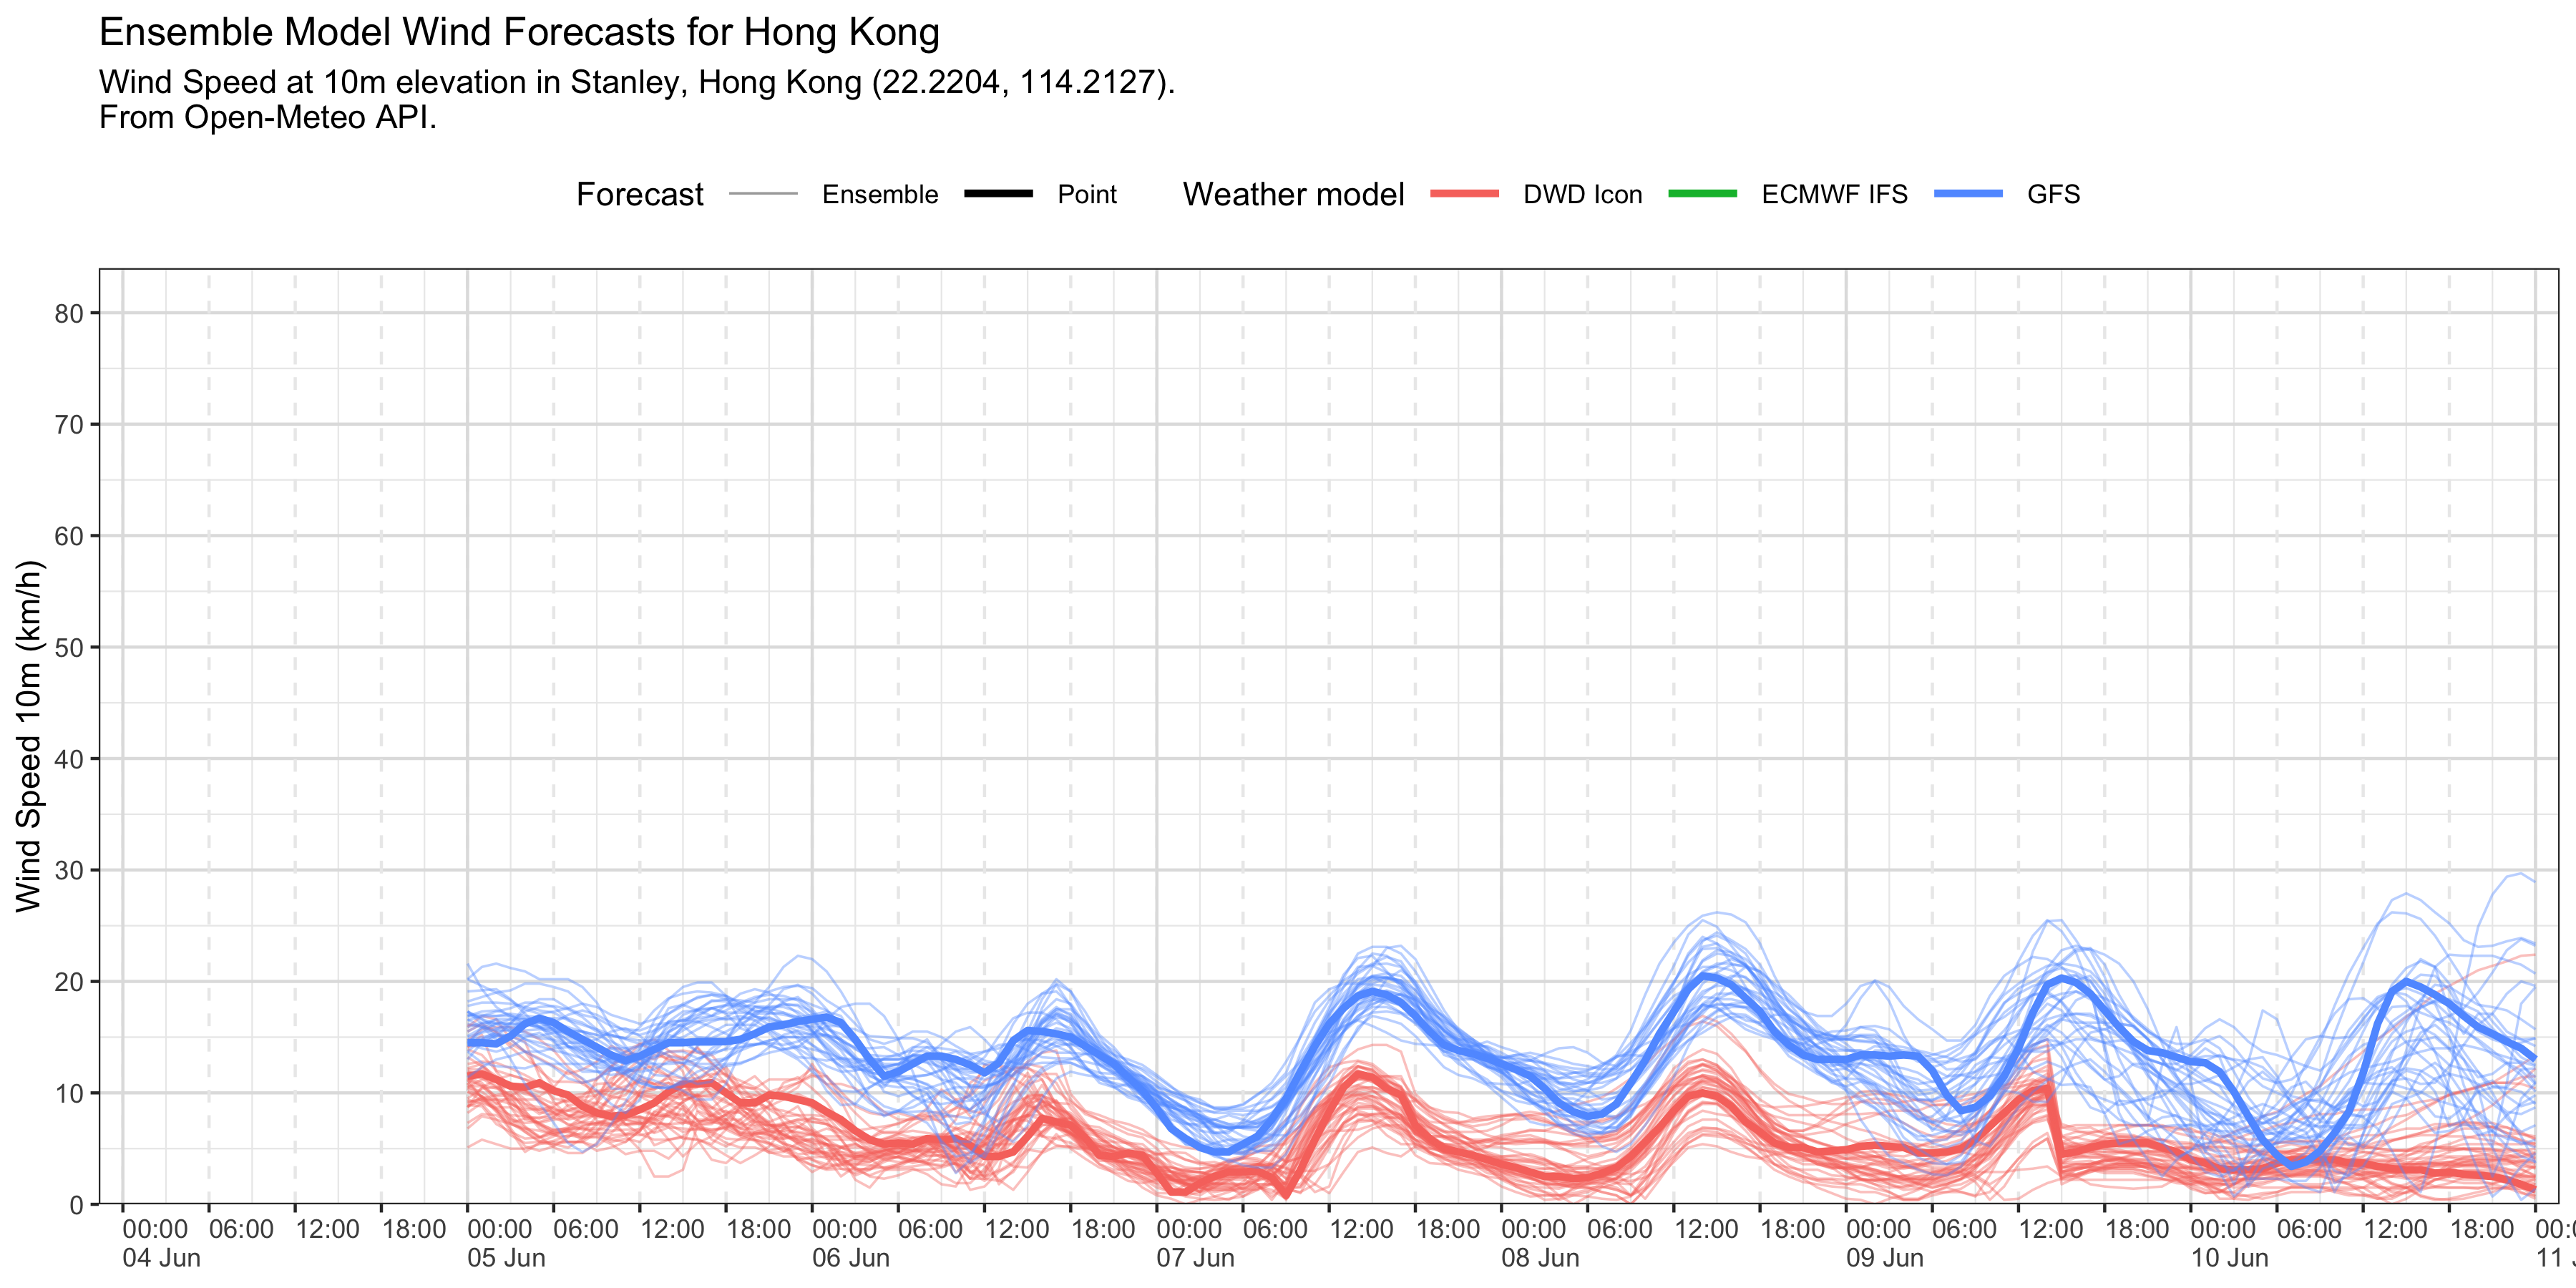 Ensemble Model Wind Forecasts for Hong Kong
Wind Speed at 10m elevation in Stanley, Hong Kong (22.2204, 114.2127).
From Open-Meteo API.
Forecast Ensemble Point Weather model DWD Icon ECMWF IFS GFS
Wind Speed 10m (km/h)
80
70
60
50
40
30
20
10
0
00:00 06:00 12:00 18:00 00:00 06:00 12:00 18:00 00:00 06:00 12:00 18:00 00:00 06:00 12:00 18:00 00:00 06:00 12:00 18:00 00:00 06:00 12:00 18:00 00:00 06:00 12:00 18:00 00:0
04 Jun 05 Jun 06 Jun 07 Jun 08 Jun 09 Jun 10 Jun 11 J